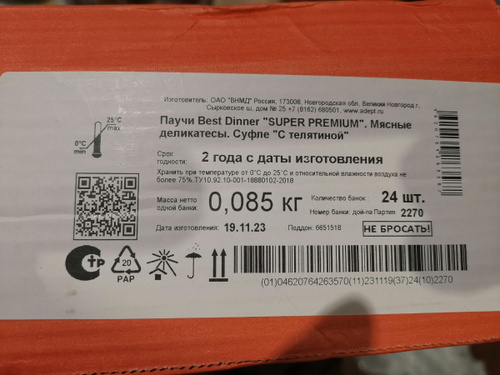 Изготовитель: ОАО "ВНМД" Россия, 173008, Новгородская обл, Великий Новгород г,
Сырковское ш, дом № 25 +7 (8162) 680501, www.adept.ru
25°C
max
0°C
min
Паучи Best Dinner "SUPER PREMIUM". Мясные
деликатесы. Суфле "С телятиной"
Срок
годности: 2 года с даты изготовления
Хранить при температуре от 0°C до 25°C и относительной влажности воздуха не
более 75%.ТУ10.92.10-001-18880102-2018
Масса нетто
одной банки: 0,085 кг
Количество банок: 24 шт.
Номер банки: дой-па Партия 2270
Дата изготовления: 19.11.23 Поддон: 6651518 НЕ БРОСАТЬ!
20
PAP
(01)04620764263570(11)231119(37)24(10)2270